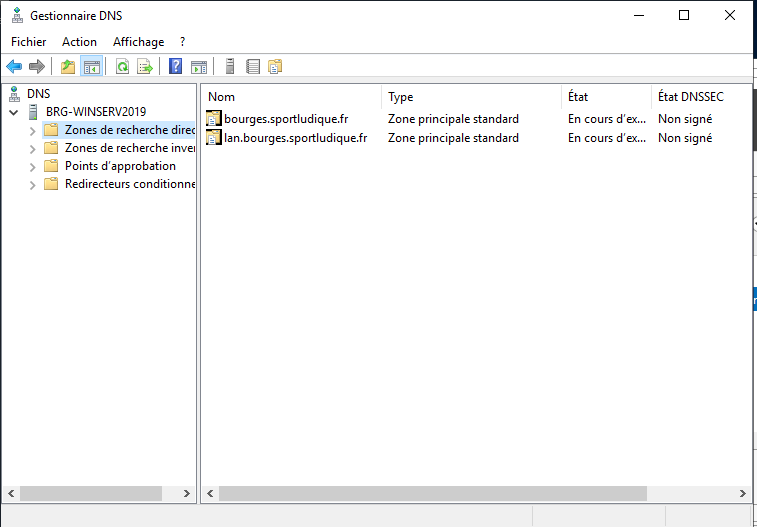 Gestionnaire DNS
Fichier Action Affichage ?
DNS
BRG-WINSERV2019
Zones de recherche direc
Zones de recherche inver
Points d'approbation
Redirecteurs conditionne
Nom Type État État DNSSEC
bourges.sportludique.fr Zone principale standard En cours d'ex... Non signé
lan.bourges.sportludique.fr Zone principale standard En cours d'ex... Non signé